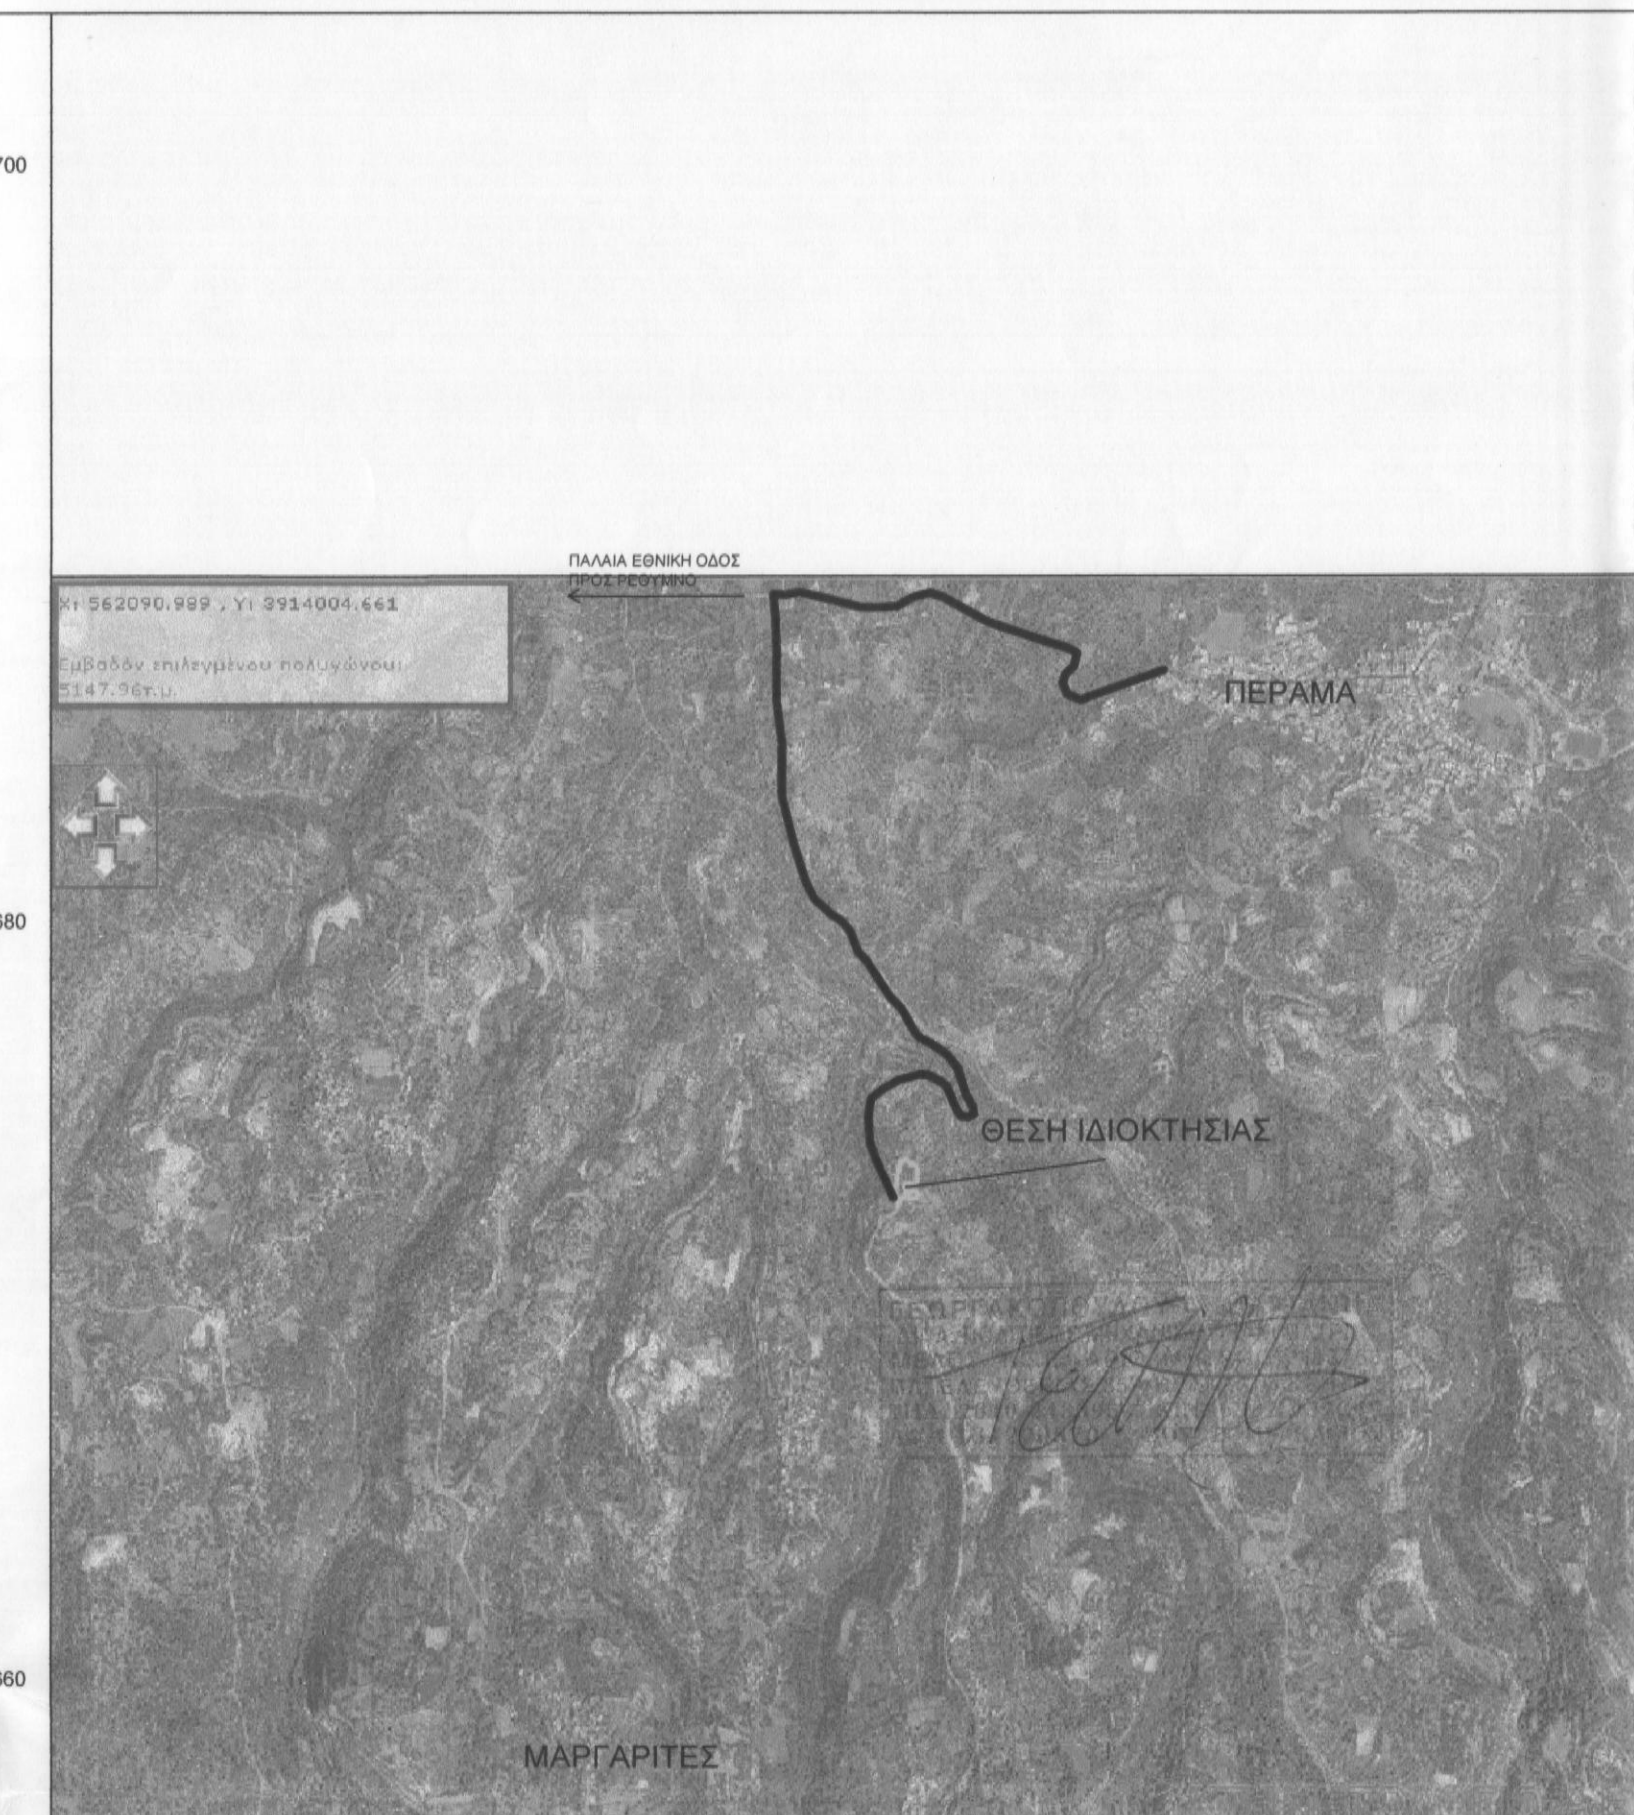 700
ΠΑΛΑΙΑ ΕΘΝΙΚΗ ΟΔΟΣ
ΠΡΟΣ ΡΕΘΥΜΝΟ
X: 562090.989 , Y: 3914004.661
Εμβαδόν επιλεγμένου πολυγώνου:
5147.96τ.μ.
ΠΕΡΑΜΑ
680
ΘΕΣΗ ΙΔΙΟΚΤΗΣΙΑΣ
660
ΜΑΡΓΑΡΙΤΕΣ